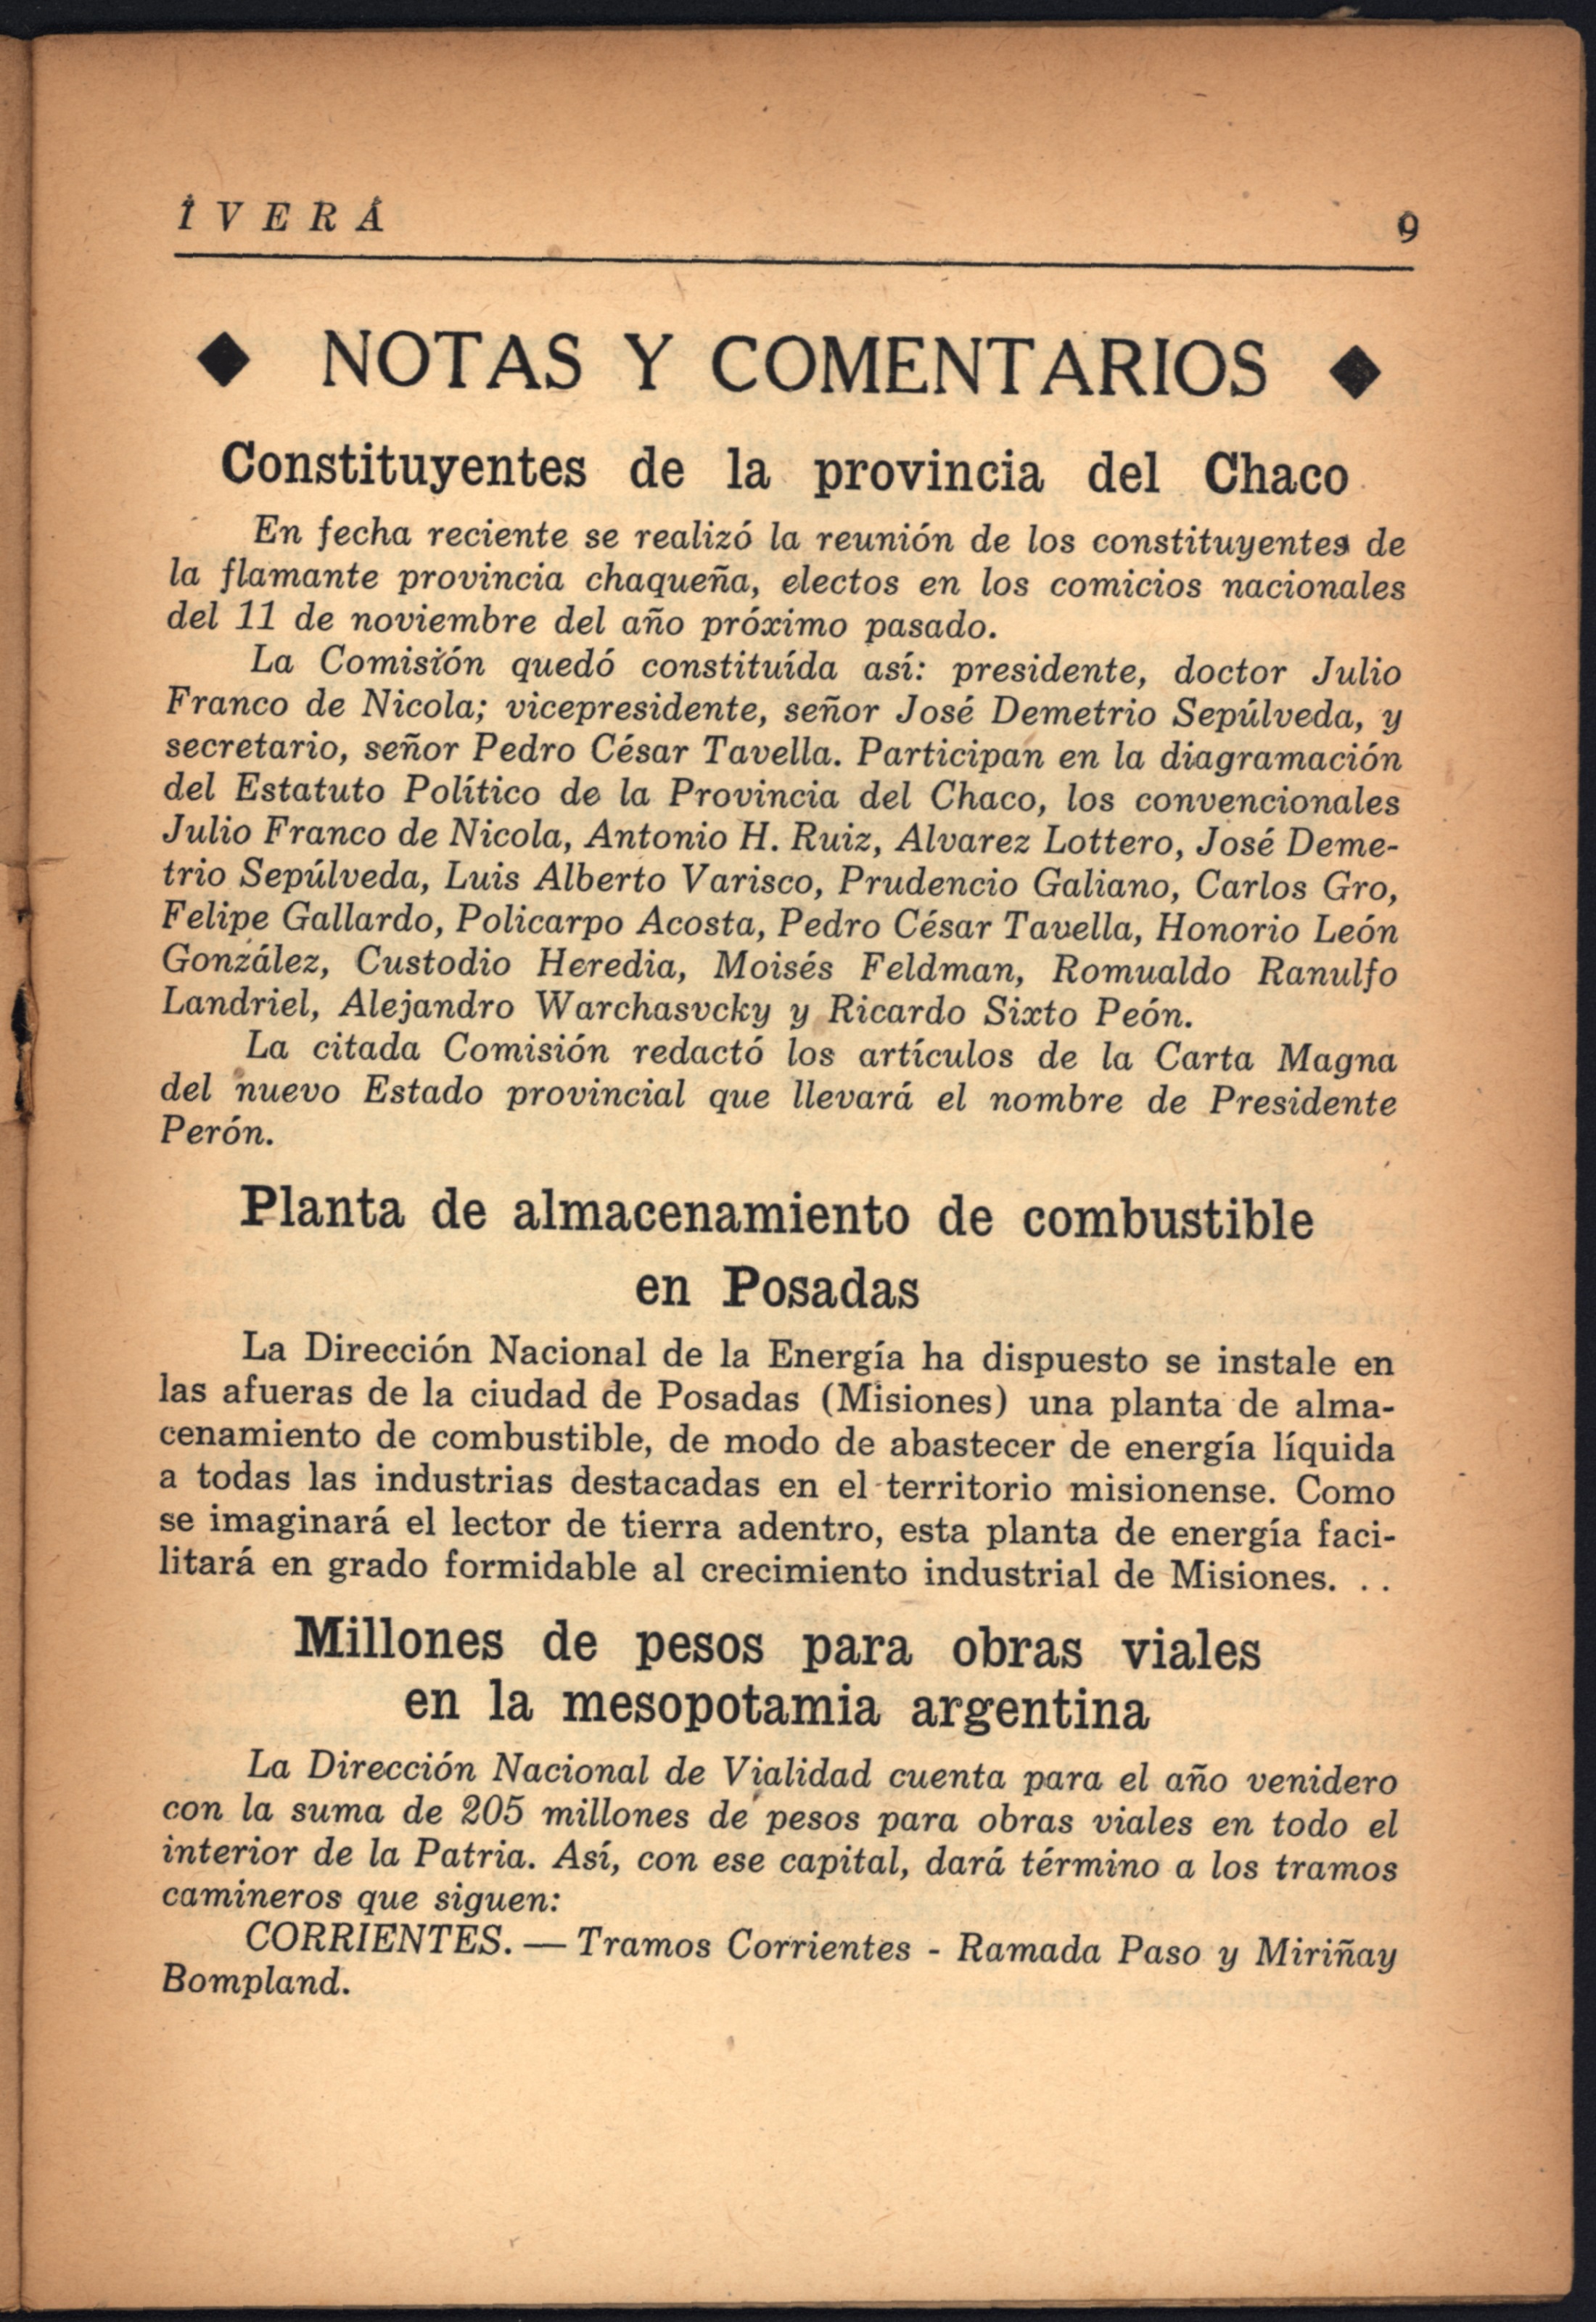 ÍVERÁ 9
◆ NOTAS Y COMENTARIOS ◆
Constituyentes de la provincia del Chaco
En fecha reciente se realizó la reunión de los constituyentes de
la flamante provincia chaqueña, electos en los comicios nacionales
del 11 de noviembre del año próximo pasado.
La Comisión quedó constituída así: presidente, doctor Julio
Franco de Nicola; vicepresidente, señor José Demetrio Sepúlveda, y
secretario, señor Pedro César Tavella. Participan en la diagramación
del Estatuto Político de la Provincia del Chaco, los convencionales
Julio Franco de Nicola, Antonio H. Ruiz, Alvarez Lottero, José Deme-
trio Sepúlveda, Luis Alberto Varisco, Prudencio Galiano, Carlos Gro,
Felipe Gallardo, Policarpo Acosta, Pedro César Tavella, Honorio León
González, Custodio Heredia, Moisés Feldman, Romualdo Ranulfo
Landriel, Alejandro Warchasvcky y Ricardo Sixto Peón.
La citada Comisión redactó los artículos de la Carta Magna
del nuevo Estado provincial que llevará el nombre de Presidente
Perón.
Planta de almacenamiento de combustible
en Posadas
La Dirección Nacional de la Energía ha dispuesto se instale en
las afueras de la ciudad de Posadas (Misiones) una planta de alma-
cenamiento de combustible, de modo de abastecer de energía líquida
a todas las industrias destacadas en el territorio misionense. Como
se imaginará el lector de tierra adentro, esta planta de energía faci-
litará en grado formidable al crecimiento industrial de Misiones. . .
Millones de pesos para obras viales
en la mesopotamia argentina
La Dirección Nacional de Vialidad cuenta para el año venidero
con la suma de 205 millones de pesos para obras viales en todo el
interior de la Patria. Así, con ese capital, dará término a los tramos
camineros que siguen:
CORRIENTES. — Tramos Corrientes - Ramada Paso y Miriñay
Bompland.